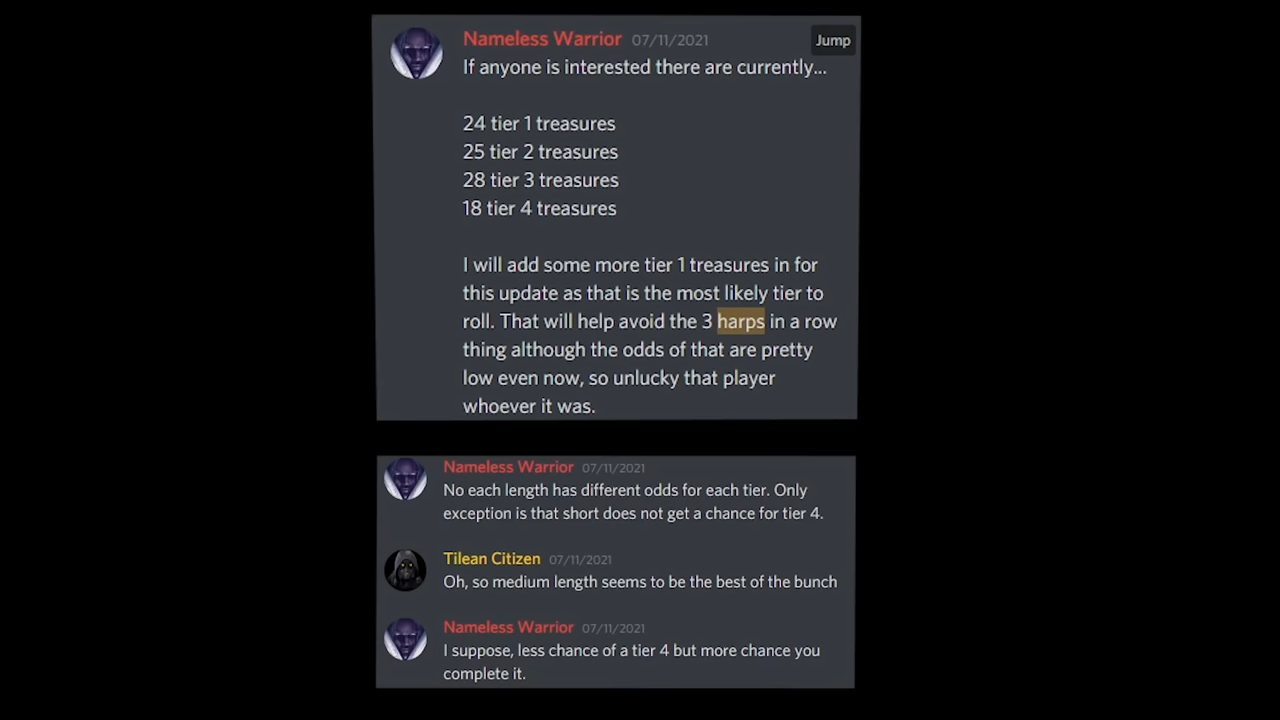 Nameless Warrior 07/11/2021 Jump
If anyone is interested there are currently...
24 tier 1 treasures
25 tier 2 treasures
28 tier 3 treasures
18 tier 4 treasures
I will add some more tier 1 treasures in for
this update as that is the most likely tier to
roll. That will help avoid the 3 harps in a row
thing although the odds of that are pretty
low even now, so unlucky that player
whoever it was.
Nameless Warrior 07/11/2021
No each length has different odds for each tier. Only
exception is that short does not get a chance for tier 4.
Tilean Citizen 07/11/2021
Oh, so medium length seems to be the best of the bunch
Nameless Warrior 07/11/2021
I suppose, less chance of a tier 4 but more chance you
complete it.